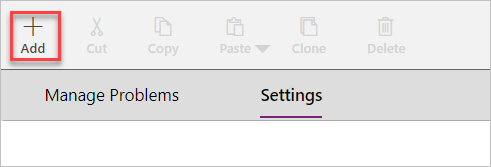 Add Cut Copy Paste Clone Delete
Manage Problems Settings